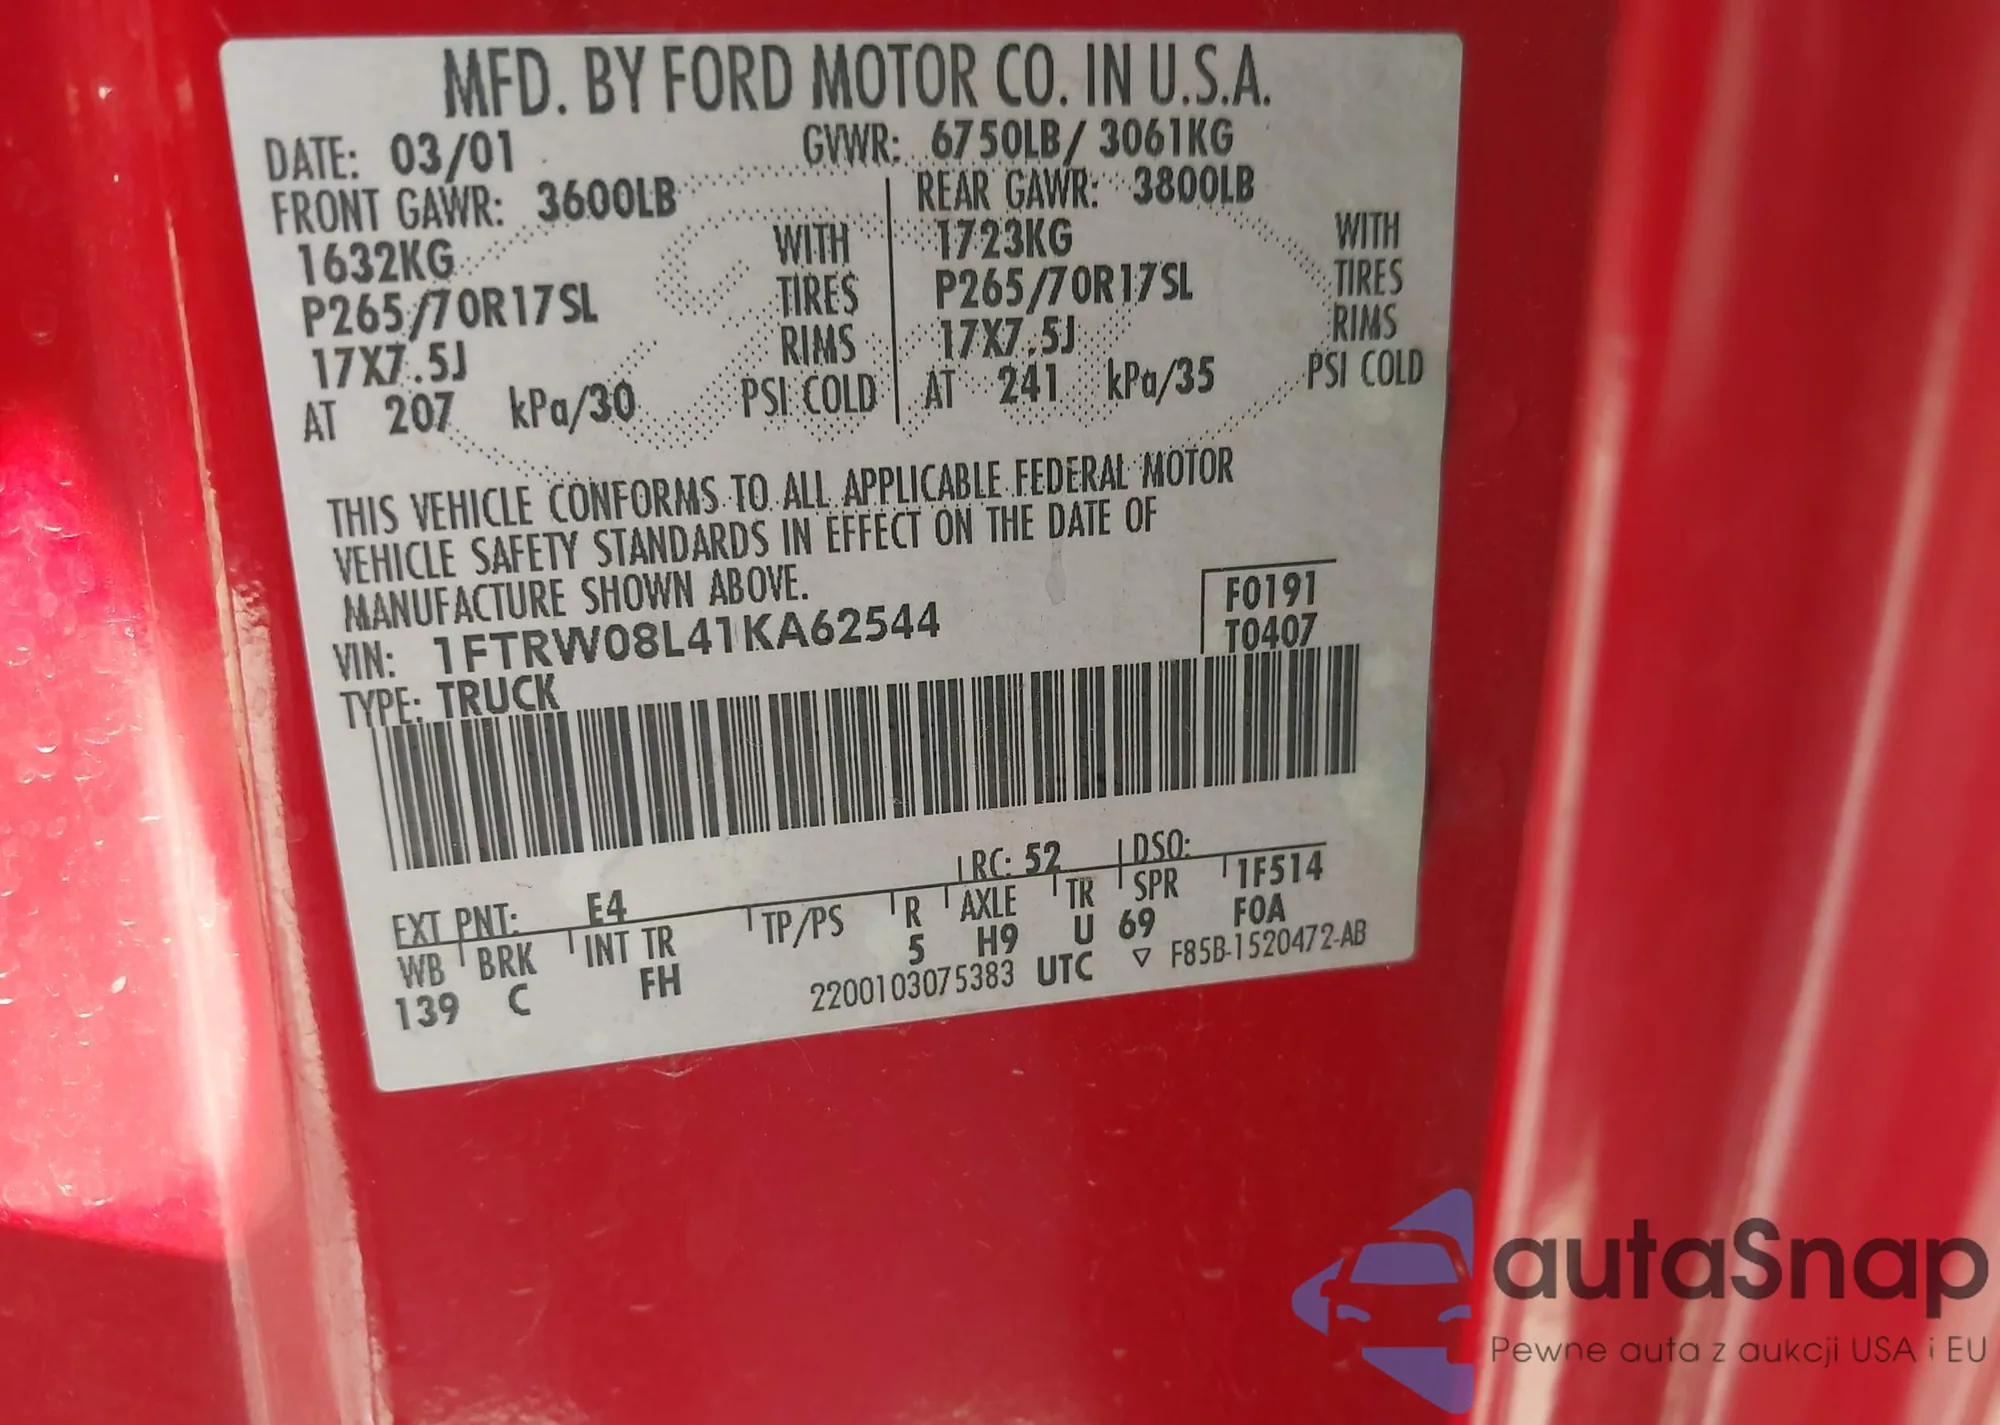 MFD. BY FORD MOTOR CO. IN U.S.A.
DATE: 03/01 GVWR: 6750LB/ 3061KG
FRONT GAWR: 3600LB REAR GAWR: 3800LB
1632KG WITH 1723KG WITH
P265/70R17SL TIRES P265/70R17SL TIRES
17X7.5J RIMS 17X7.5J RIMS
AT 207 kPa/30 PSI COLD AT 241 kPa/35 PSI COLD
THIS VEHICLE CONFORMS TO ALL APPLICABLE FEDERAL MOTOR
VEHICLE SAFETY STANDARDS IN EFFECT ON THE DATE OF
MANUFACTURE SHOWN ABOVE.
F0191
VIN: 1FTRW08L41KA62544 T0407
TYPE: TRUCK
EXT PNT: E4 RC: 52 DSO:
WB BRK INT TR TP/PS R AXLE TR SPR 1F514
139 C FH 5 H9 U 69 F0A
2200103075383 UTC ▽ F85B-1520472-AB
autaSnap
Pewne auta z aukcji USA i EU